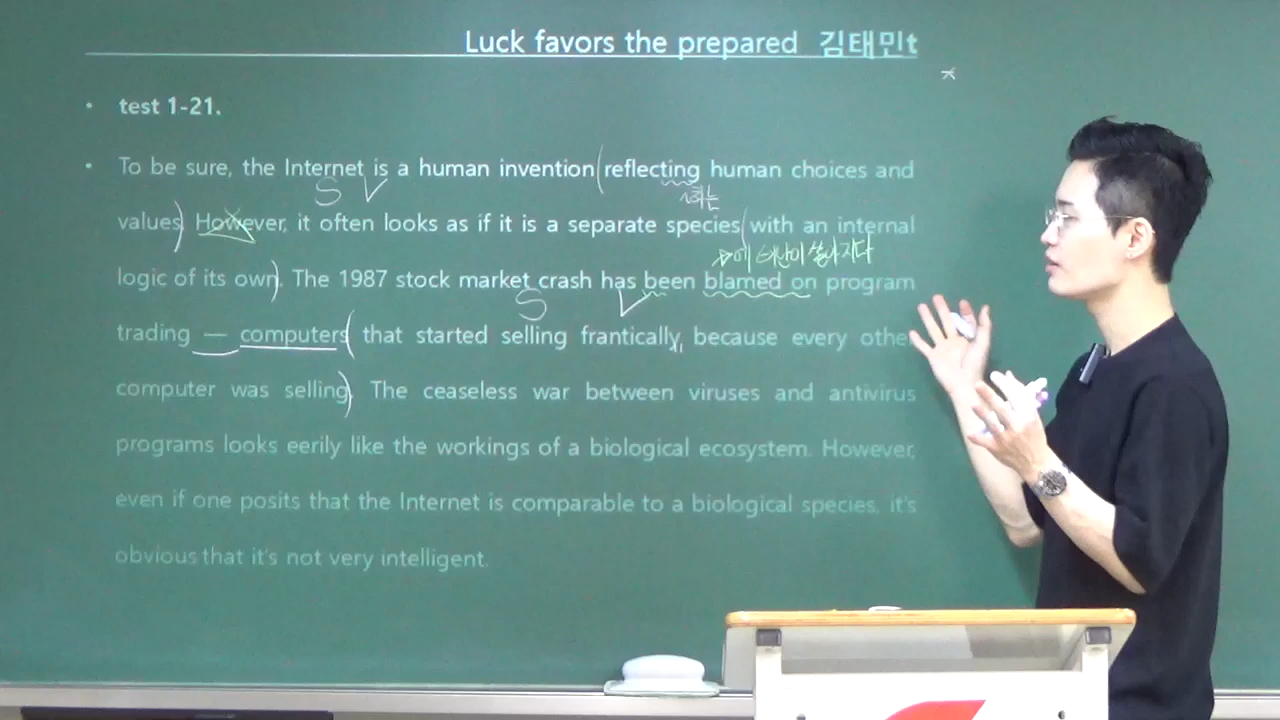 Luck favors the prepared 김태민t
• test 1-21.
• To be sure, the Internet is a human invention (reflecting human choices and
S V ~하는
values). However, it often looks as if it is a separate species (with an internal
logic of its own). The 1987 stock market crash has been blamed on program
S V
trading — computers (that started selling frantically, because every other
computer was selling). The ceaseless war between viruses and antivirus
programs looks eerily like the workings of a biological ecosystem. However,
even if one posits that the Internet is comparable to a biological species, it's
obvious that it's not very intelligent.